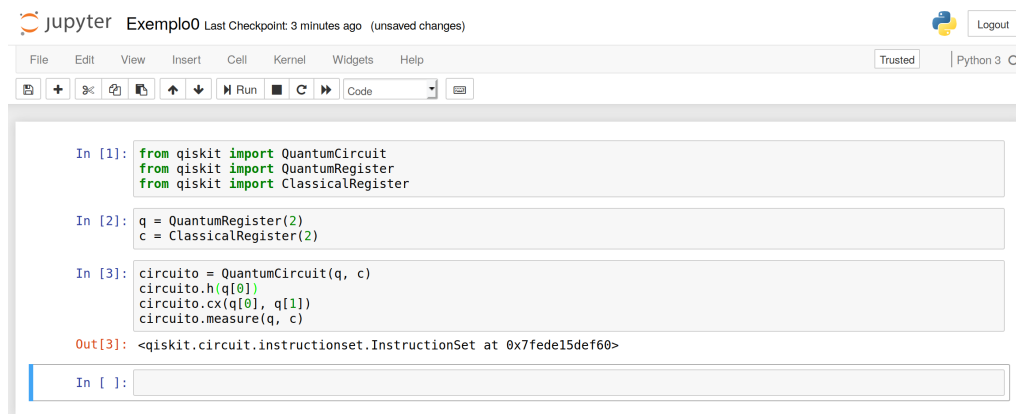 jupyter Exemplo0 Last Checkpoint: 3 minutes ago (unsaved changes) Logout
File Edit View Insert Cell Kernel Widgets Help Trusted Python 3
Run Code
In [1]: from qiskit import QuantumCircuit
from qiskit import QuantumRegister
from qiskit import ClassicalRegister
In [2]: q = QuantumRegister(2)
c = ClassicalRegister(2)
In [3]: circuito = QuantumCircuit(q, c)
circuito.h(q[0])
circuito.cx(q[0], q[1])
circuito.measure(q, c)
Out[3]: <qiskit.circuit.instructionset.InstructionSet at 0x7fede15def60>
In [ ]: